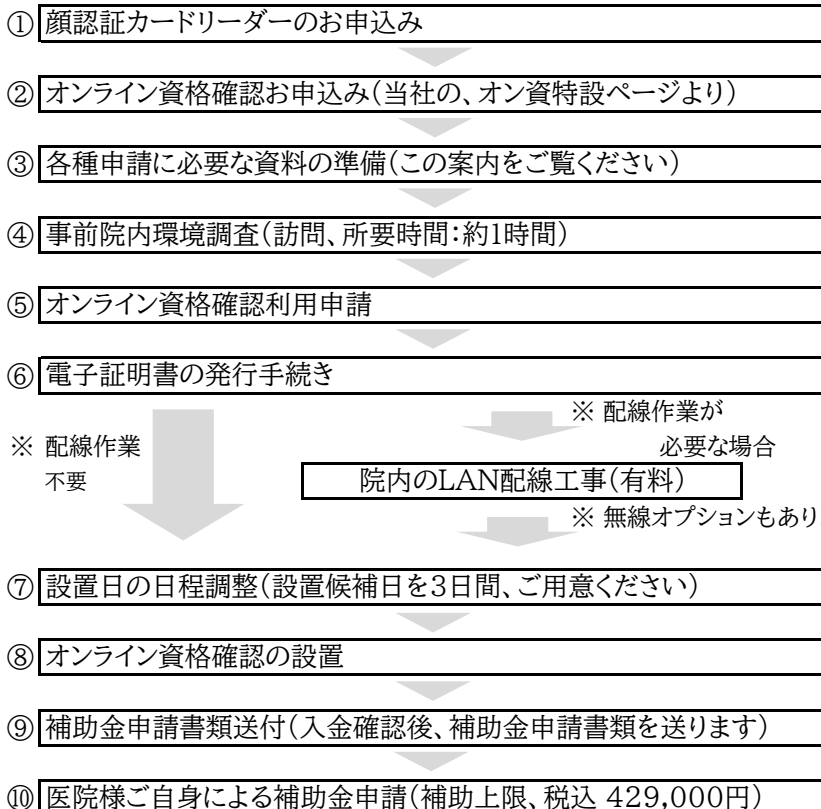 ① 顔認証カードリーダーのお申込み
② オンライン資格確認お申込み(当社の、オン資特設ページより)
③ 各種申請に必要な資料の準備(この案内をご覧ください)
④ 事前院内環境調査(訪問、所要時間:約1時間)
⑤ オンライン資格確認利用申請
⑥ 電子証明書の発行手続き
※ 配線作業
不要
※ 配線作業が
必要な場合
院内のLAN配線工事(有料)
※ 無線オプションもあり
⑦ 設置日の日程調整(設置候補日を3日間、ご用意ください)
⑧ オンライン資格確認の設置
⑨ 補助金申請書類送付(入金確認後、補助金申請書類を送ります)
⑩ 医院様ご自身による補助金申請(補助上限、税込 429,000円)